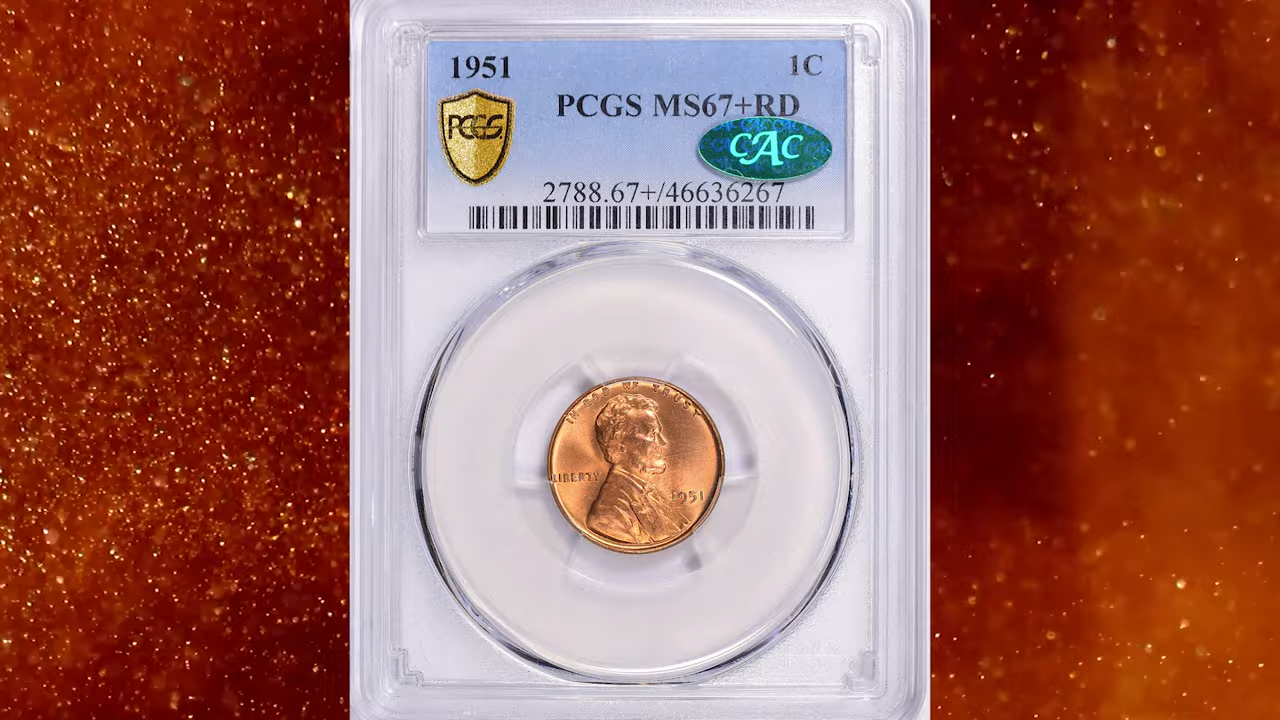 1951 1C
PCGS MS67+RD
PCGS
CAC
2788.67+/46636267
IN GOD WE TRUST
LIBERTY
1951